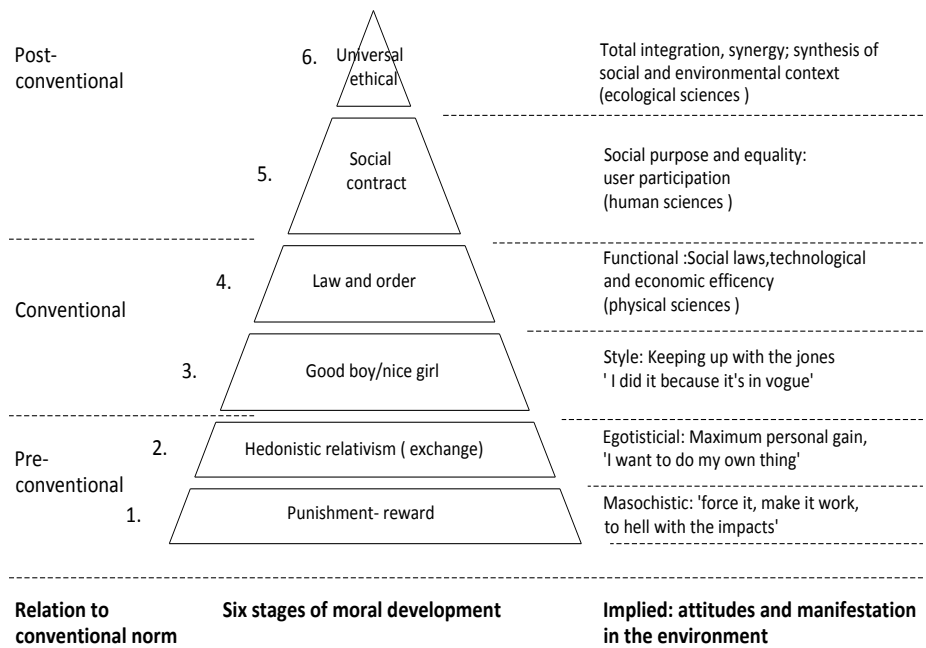 Post-
conventional
6. Universal
ethical
Total integration, synergy; synthesis of
social and environmental context
(ecological sciences )
5.
Social
contract
Social purpose and equality:
user participation
(human sciences )
Conventional
4. Law and order
Functional :Social laws,technological
and economic efficency
(physical sciences )
3. Good boy/nice girl
Style: Keeping up with the jones
' I did it because it's in vogue'
Pre-
conventional
2. Hedonistic relativism ( exchange)
Egotisticial: Maximum personal gain,
'I want to do my own thing'
1. Punishment- reward
Masochistic: 'force it, make it work,
to hell with the impacts'
Relation to
conventional norm
Six stages of moral development
Implied: attitudes and manifestation
in the environment